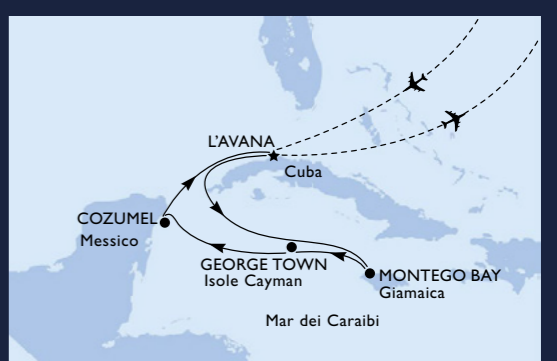 L'AVANA
Cuba
COZUMEL
Messico
GEORGE TOWN
Isole Cayman
MONTEGO BAY
Giamaica
Mar dei Caraibi